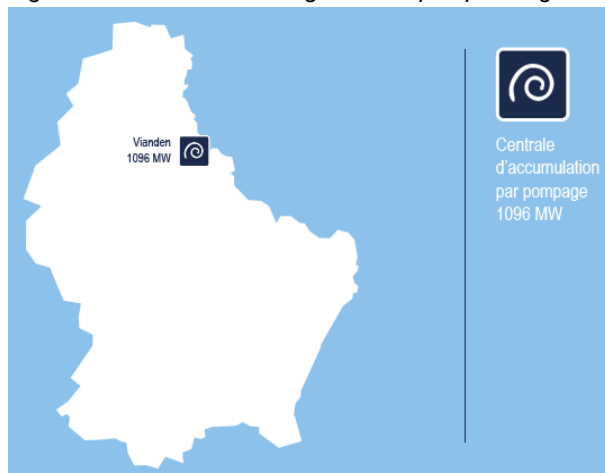 Vianden
1096 MW
Centrale
d'accumulation
par pompage
1096 MW